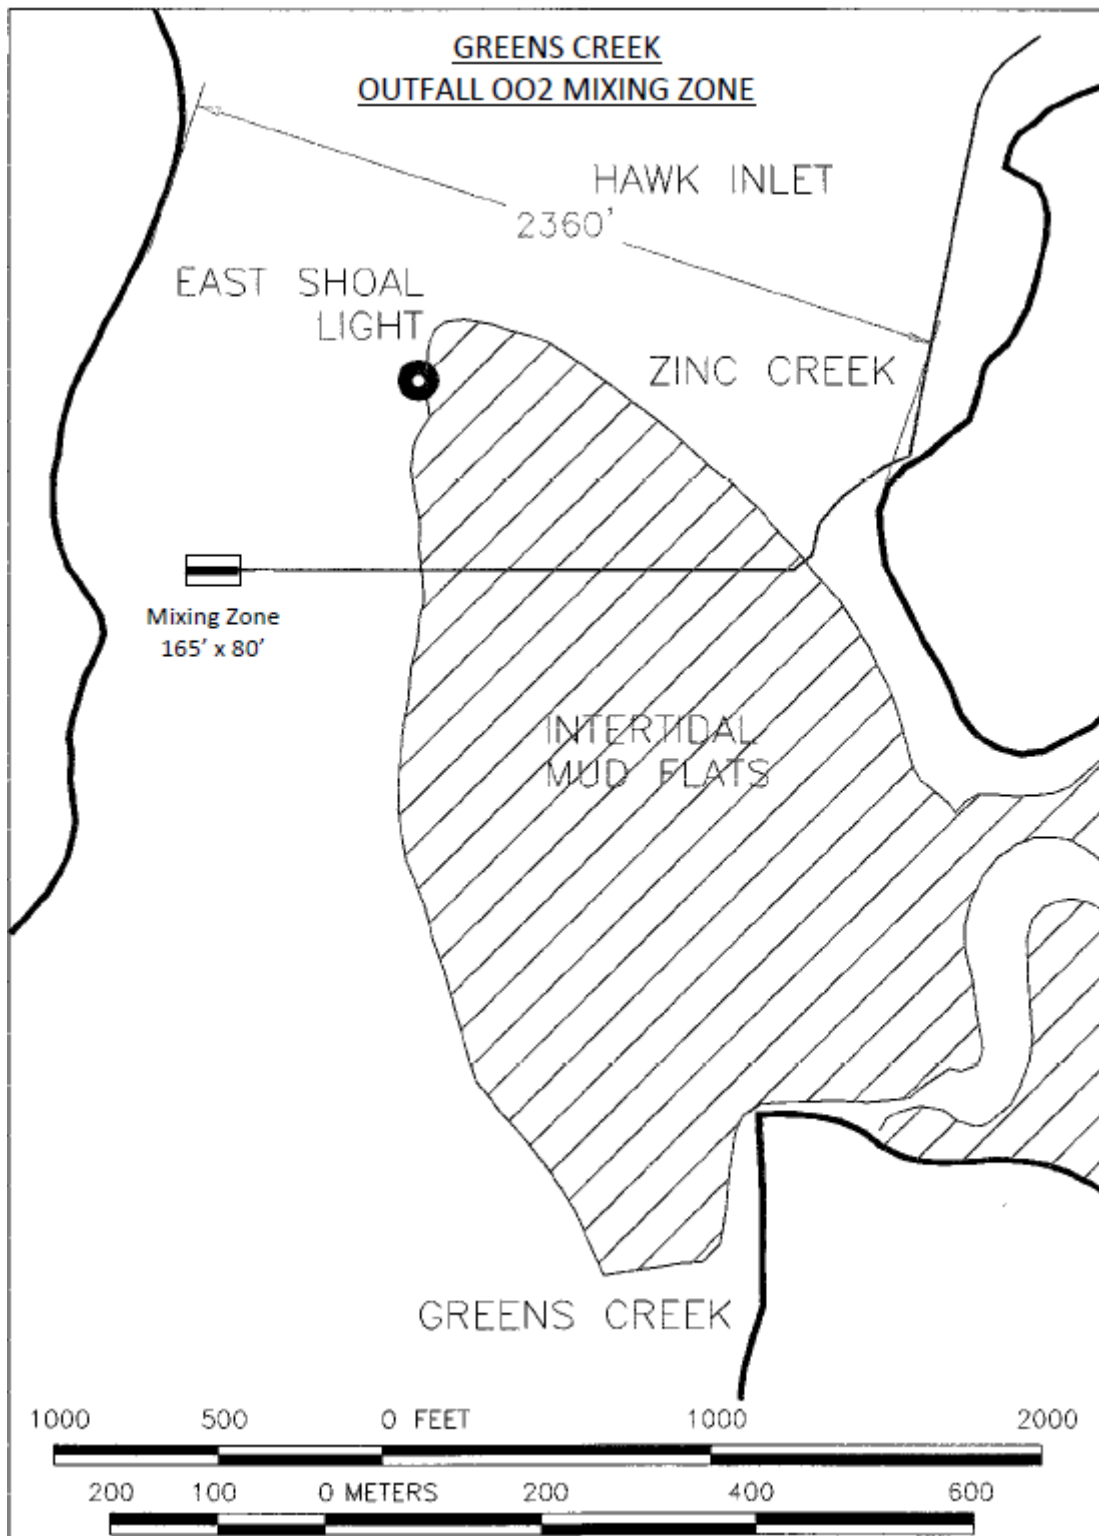 GREENS CREEK
OUTFALL OO2 MIXING ZONE
HAWK INLET
2360'
EAST SHOAL
LIGHT
ZINC CREEK
Mixing Zone
165' x 80'
INTERTIDAL
MUD FLATS
GREENS CREEK
1000 500 0 FEET 1000 2000
200 100 0 METERS 200 400 600